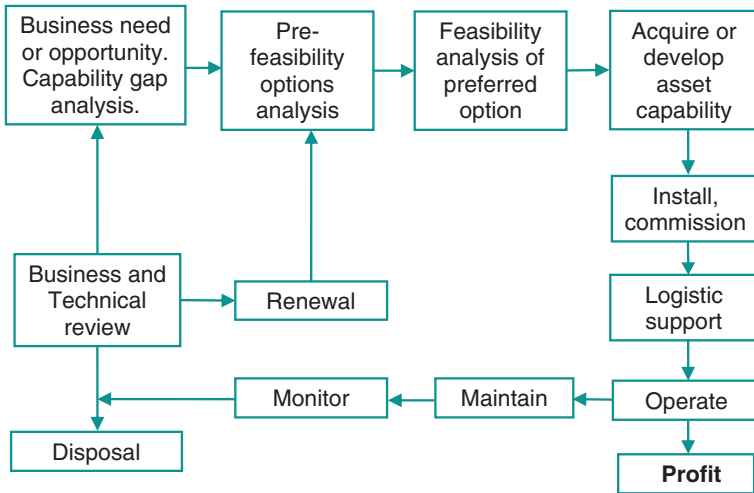 Business need
or opportunity.
Capability gap
analysis.
Pre-
feasibility
options
analysis
Feasibility
analysis of
preferred
option
Acquire or
develop
asset
capability
Install,
commission
Business and
Technical
review
Renewal
Logistic
support
Monitor
Maintain
Operate
Disposal
Profit